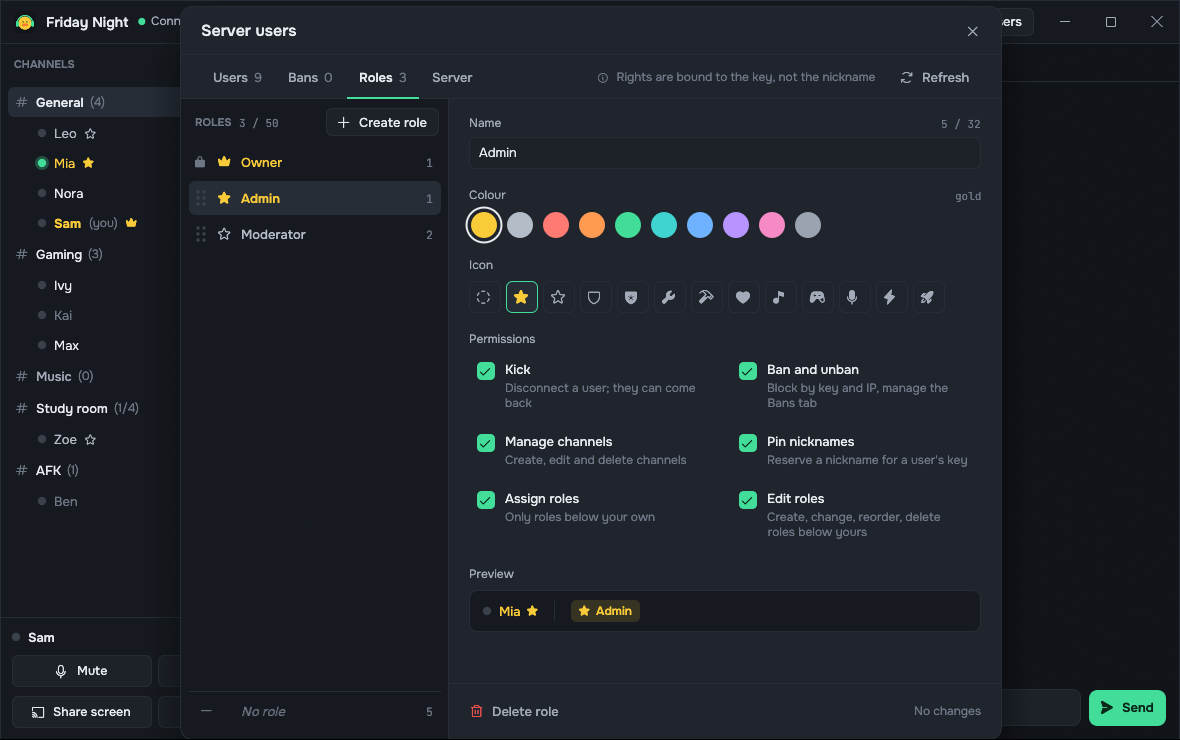 Friday Night
Conn
ers
CHANNELS
# General (4)
Leo
Mia
Nora
Sam (you)
# Gaming (3)
Ivy
Kai
Max
# Music (0)
# Study room (1/4)
Zoe
# AFK (1)
Ben
Sam
Mute
Share screen
Server users
Users 9
Bans 0
Roles 3
Server
Rights are bound to the key, not the nickname
Refresh
ROLES 3 / 50
Create role
Owner 1
Admin 1
Moderator 2
No role 5
Name 5 / 32
Admin
Colour gold
Icon
Permissions
Kick
Disconnect a user; they can come
back
Ban and unban
Block by key and IP, manage the
Bans tab
Manage channels
Create, edit and delete channels
Pin nicknames
Reserve a nickname for a user's key
Assign roles
Only roles below your own
Edit roles
Create, change, reorder, delete
roles below yours
Preview
Mia
Admin
Delete role
No changes
Send